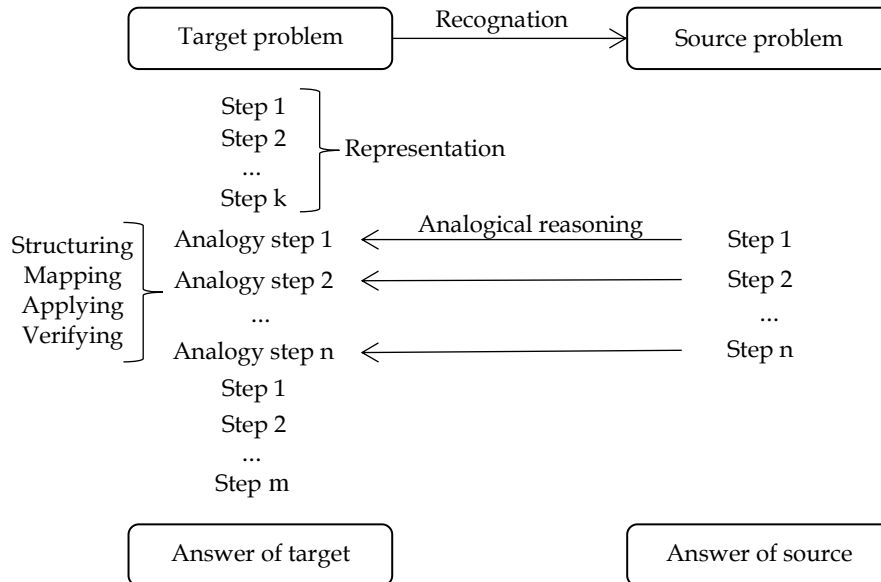 Recognation
Target problem
Source problem
Step 1
Step 2
...
Step k
Representation
Analogical reasoning
Structuring
Mapping
Applying
Verifying
Analogy step 1
Step 1
Analogy step 2
Step 2
...
...
Analogy step n
Step n
Step 1
Step 2
...
Step m
Answer of target
Answer of source